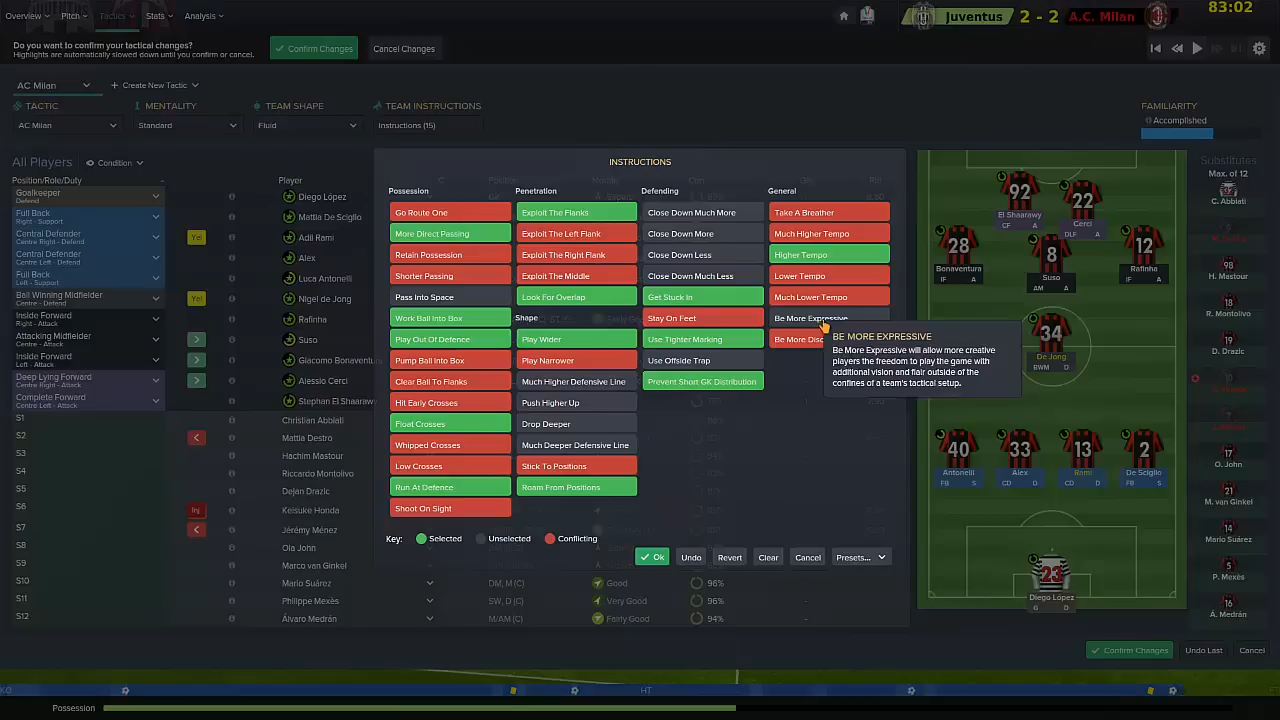 Overview
Pitch
Tactics
Stats
Analysis
Juventus 2 - 2 A.C. Milan
83:02
Do you want to confirm your tactical changes?
Highlights are automatically slowed down until you confirm or cancel.
Confirm Changes
Cancel Changes
AC Milan
+ Create New Tactic
TACTIC
MENTALITY
TEAM SHAPE
TEAM INSTRUCTIONS
FAMILIARITY
AC Milan
Standard
Fluid
Instructions (15)
Accomplished
All Players
Condition
Position/Role/Duty
Player
Goalkeeper
Defend
Diego López
Full Back
Right - Support
Mattia De Sciglio
Central Defender
Centre Right - Defend
Yel
Adil Rami
Central Defender
Centre Left - Defend
Alex
Full Back
Left - Support
Luca Antonelli
Ball Winning Midfielder
Centre - Defend
Yel
Nigel de Jong
Inside Forward
Right - Attack
Rafinha
Attacking Midfielder
Centre - Attack
Suso
Inside Forward
Left - Attack
Giacomo Bonaventura
Deep Lying Forward
Centre Right - Attack
Alessio Cerci
Complete Forward
Centre Left - Attack
Stephan El Shaarawy
S1
Christian Abbiati
S2
Mattia Destro
S3
Hachim Mastour
S4
Riccardo Montolivo
S5
Dejan Drazic
S6
Inj
Keisuke Honda
S7
Jérémy Ménez
S8
Ola John
S9
Marco van Ginkel
S10
Mario Suárez
DM, M (C)
Good
96%
S11
Philippe Mexès
SW, D (C)
Very Good
96%
S12
Álvaro Medrán
M/AM (C)
Fairly Good
94%
INSTRUCTIONS
Possession
Go Route One
More Direct Passing
Retain Possession
Shorter Passing
Pass Into Space
Work Ball Into Box
Play Out Of Defence
Pump Ball Into Box
Clear Ball To Flanks
Hit Early Crosses
Float Crosses
Whipped Crosses
Low Crosses
Run At Defence
Shoot On Sight
Penetration
Exploit The Flanks
Exploit The Left Flank
Exploit The Right Flank
Exploit The Middle
Look For Overlap
Shape
Play Wider
Play Narrower
Much Higher Defensive Line
Push Higher Up
Drop Deeper
Much Deeper Defensive Line
Stick To Positions
Roam From Positions
Defending
Close Down Much More
Close Down More
Close Down Less
Close Down Much Less
Get Stuck In
Stay On Feet
Use Tighter Marking
Use Offside Trap
Prevent Short GK Distribution
General
Take A Breather
Much Higher Tempo
Higher Tempo
Lower Tempo
Much Lower Tempo
Be More Expressive
Be More Disc
BE MORE EXPRESSIVE
Be More Expressive will allow more creative
players the freedom to play the game with
additional vision and flair outside of the
confines of a team's tactical setup.
Key:
Selected
Unselected
Conflicting
Ok
Undo
Revert
Clear
Cancel
Presets...
92
El Shaarawy
CF A
22
Cerci
DLF A
28
Bonaventura
IF A
8
Suso
AM A
12
Rafinha
IF A
34
De Jong
BWM D
40
Antonelli
FB S
33
Alex
CD D
13
Rami
CD D
2
De Sciglio
FB S
23
Diego López
G D
Substitutes
Max. of 12
C. Abbiati
98
H. Mastour
18
R. Montolivo
19
D. Drazic
17
O. John
21
M. van Ginkel
14
Mario Suárez
5
P. Mexès
16
Á. Medrán
Confirm Changes
Undo Last
Cancel
KO
HT
Possession